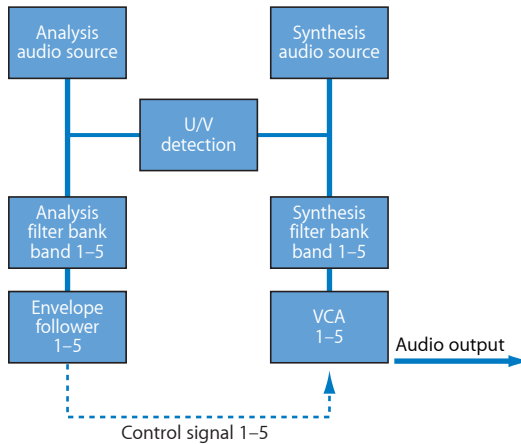 Analysis
audio source
Synthesis
audio source
U/V
detection
Analysis
filter bank
band 1–5
Synthesis
filter bank
band 1–5
Envelope
follower
1–5
VCA
1–5
Audio output
Control signal 1–5